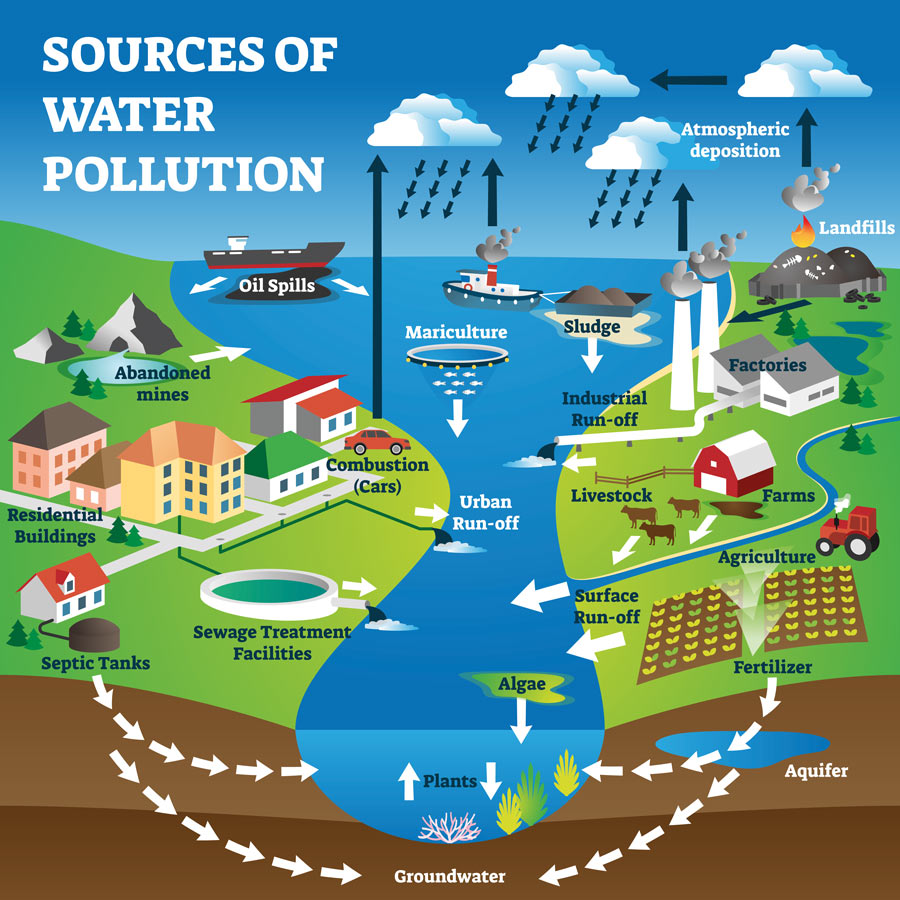 SOURCES OF
WATER
POLLUTION
Atmospheric
deposition
Landfills
Oil Spills
Sludge
Mariculture
Abandoned
mines
Factories
Industrial
Run-off
Combustion
(Cars)
Livestock
Farms
Urban
Run-off
Residential
Buildings
Agriculture
Surface
Run-off
Sewage Treatment
Facilities
Septic Tanks
Fertilizer
Algae
Plants
Aquifer
Groundwater